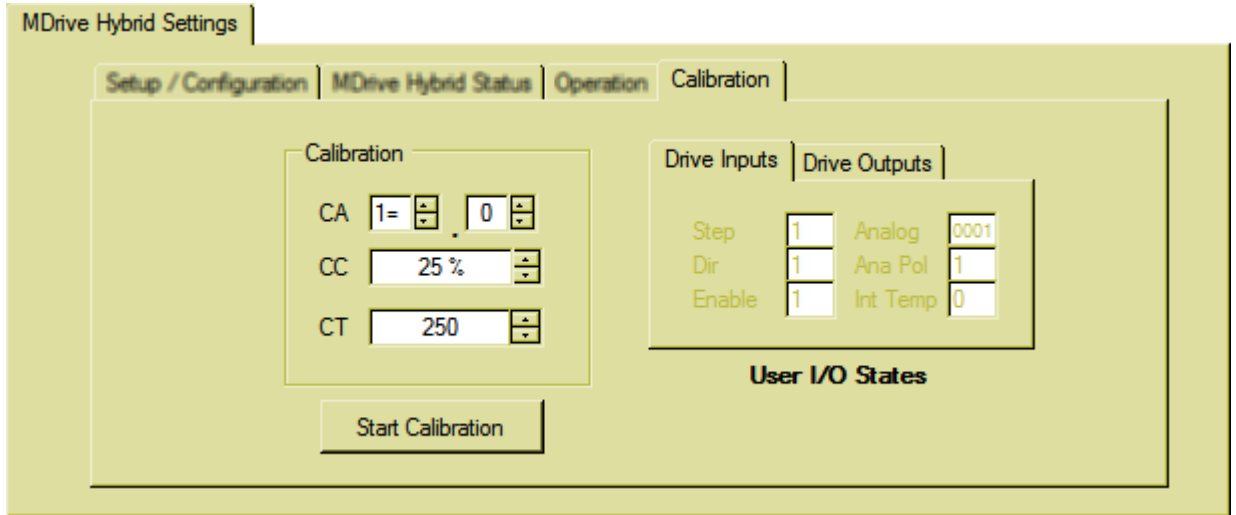 MDrive Hybrid Settings
Setup / Configuration MDrive Hybrid Status Operation Calibration
Calibration
CA 1= . 0
CC 25 %
CT 250
Start Calibration
Drive Inputs Drive Outputs
Step 1 Analog 0001
Dir 1 Ana Pol 1
Enable 1 Int Temp 0
User I/O States